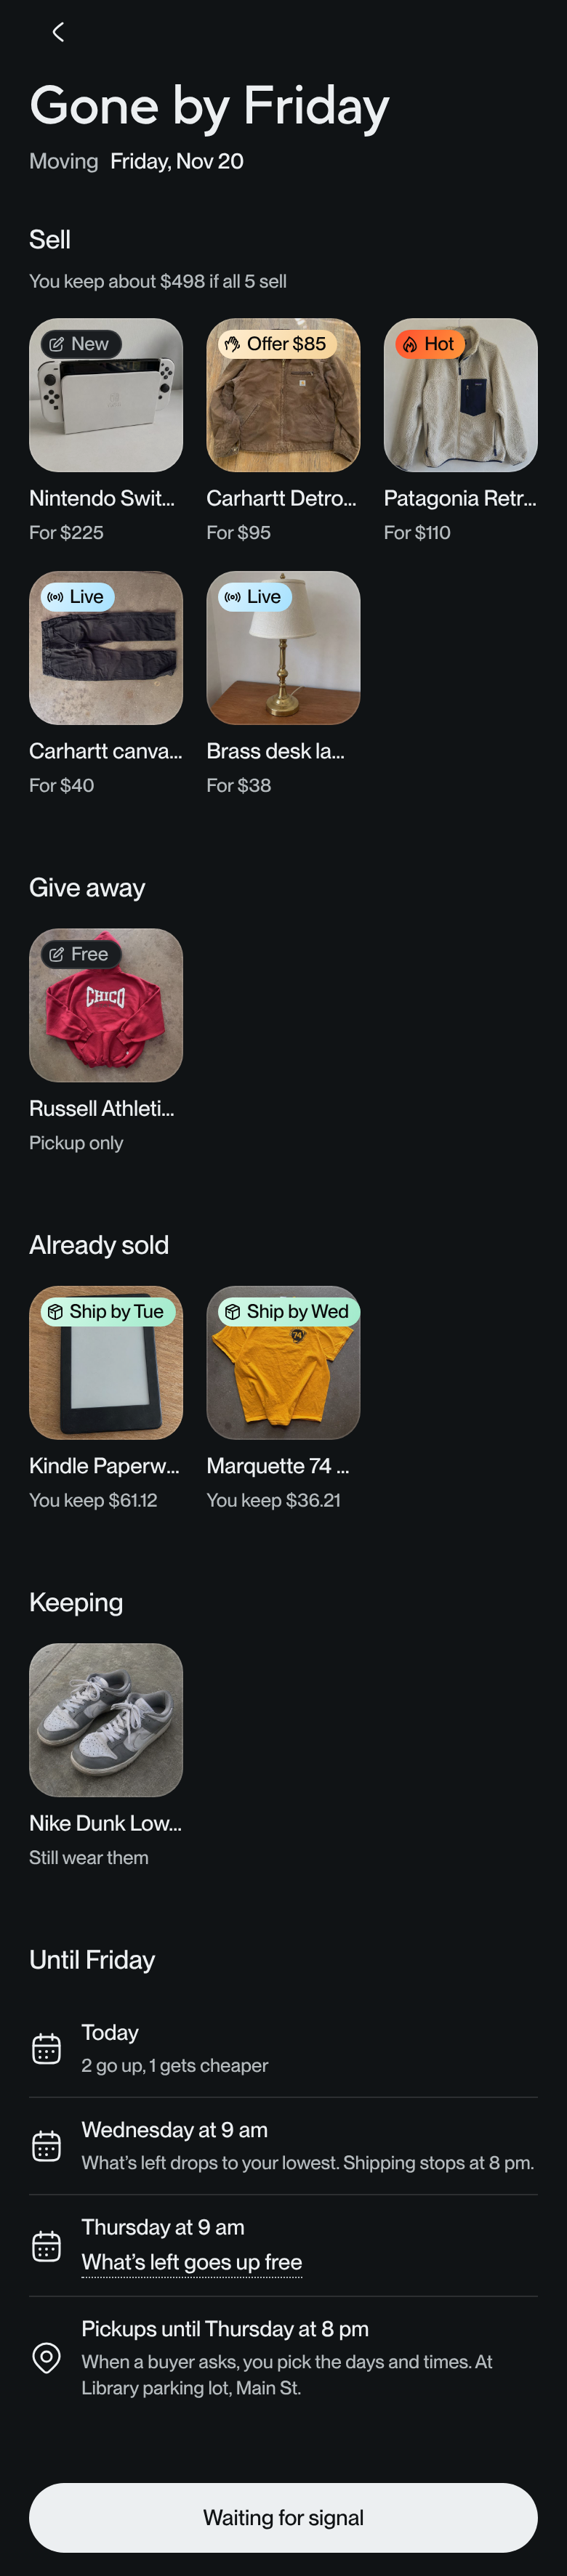 Gone by Friday
Moving Friday, Nov 20
Sell
You keep about $498 if all 5 sell
New
Offer $85
Hot
Nintendo Swit...
Carhartt Detro...
Patagonia Retr...
For $225
For $95
For $110
Live
Live
Carhartt canva...
Brass desk la...
For $40
For $38
Give away
Free
CHICO
Russell Athleti...
Pickup only
Already sold
Ship by Tue
Ship by Wed
74
Kindle Paperw...
Marquette 74 ...
You keep $61.12
You keep $36.21
Keeping
Nike Dunk Low...
Still wear them
Until Friday
Today
2 go up, 1 gets cheaper
Wednesday at 9 am
What's left drops to your lowest. Shipping stops at 8 pm.
Thursday at 9 am
What's left goes up free
Pickups until Thursday at 8 pm
When a buyer asks, you pick the days and times. At
Library parking lot, Main St.
Waiting for signal